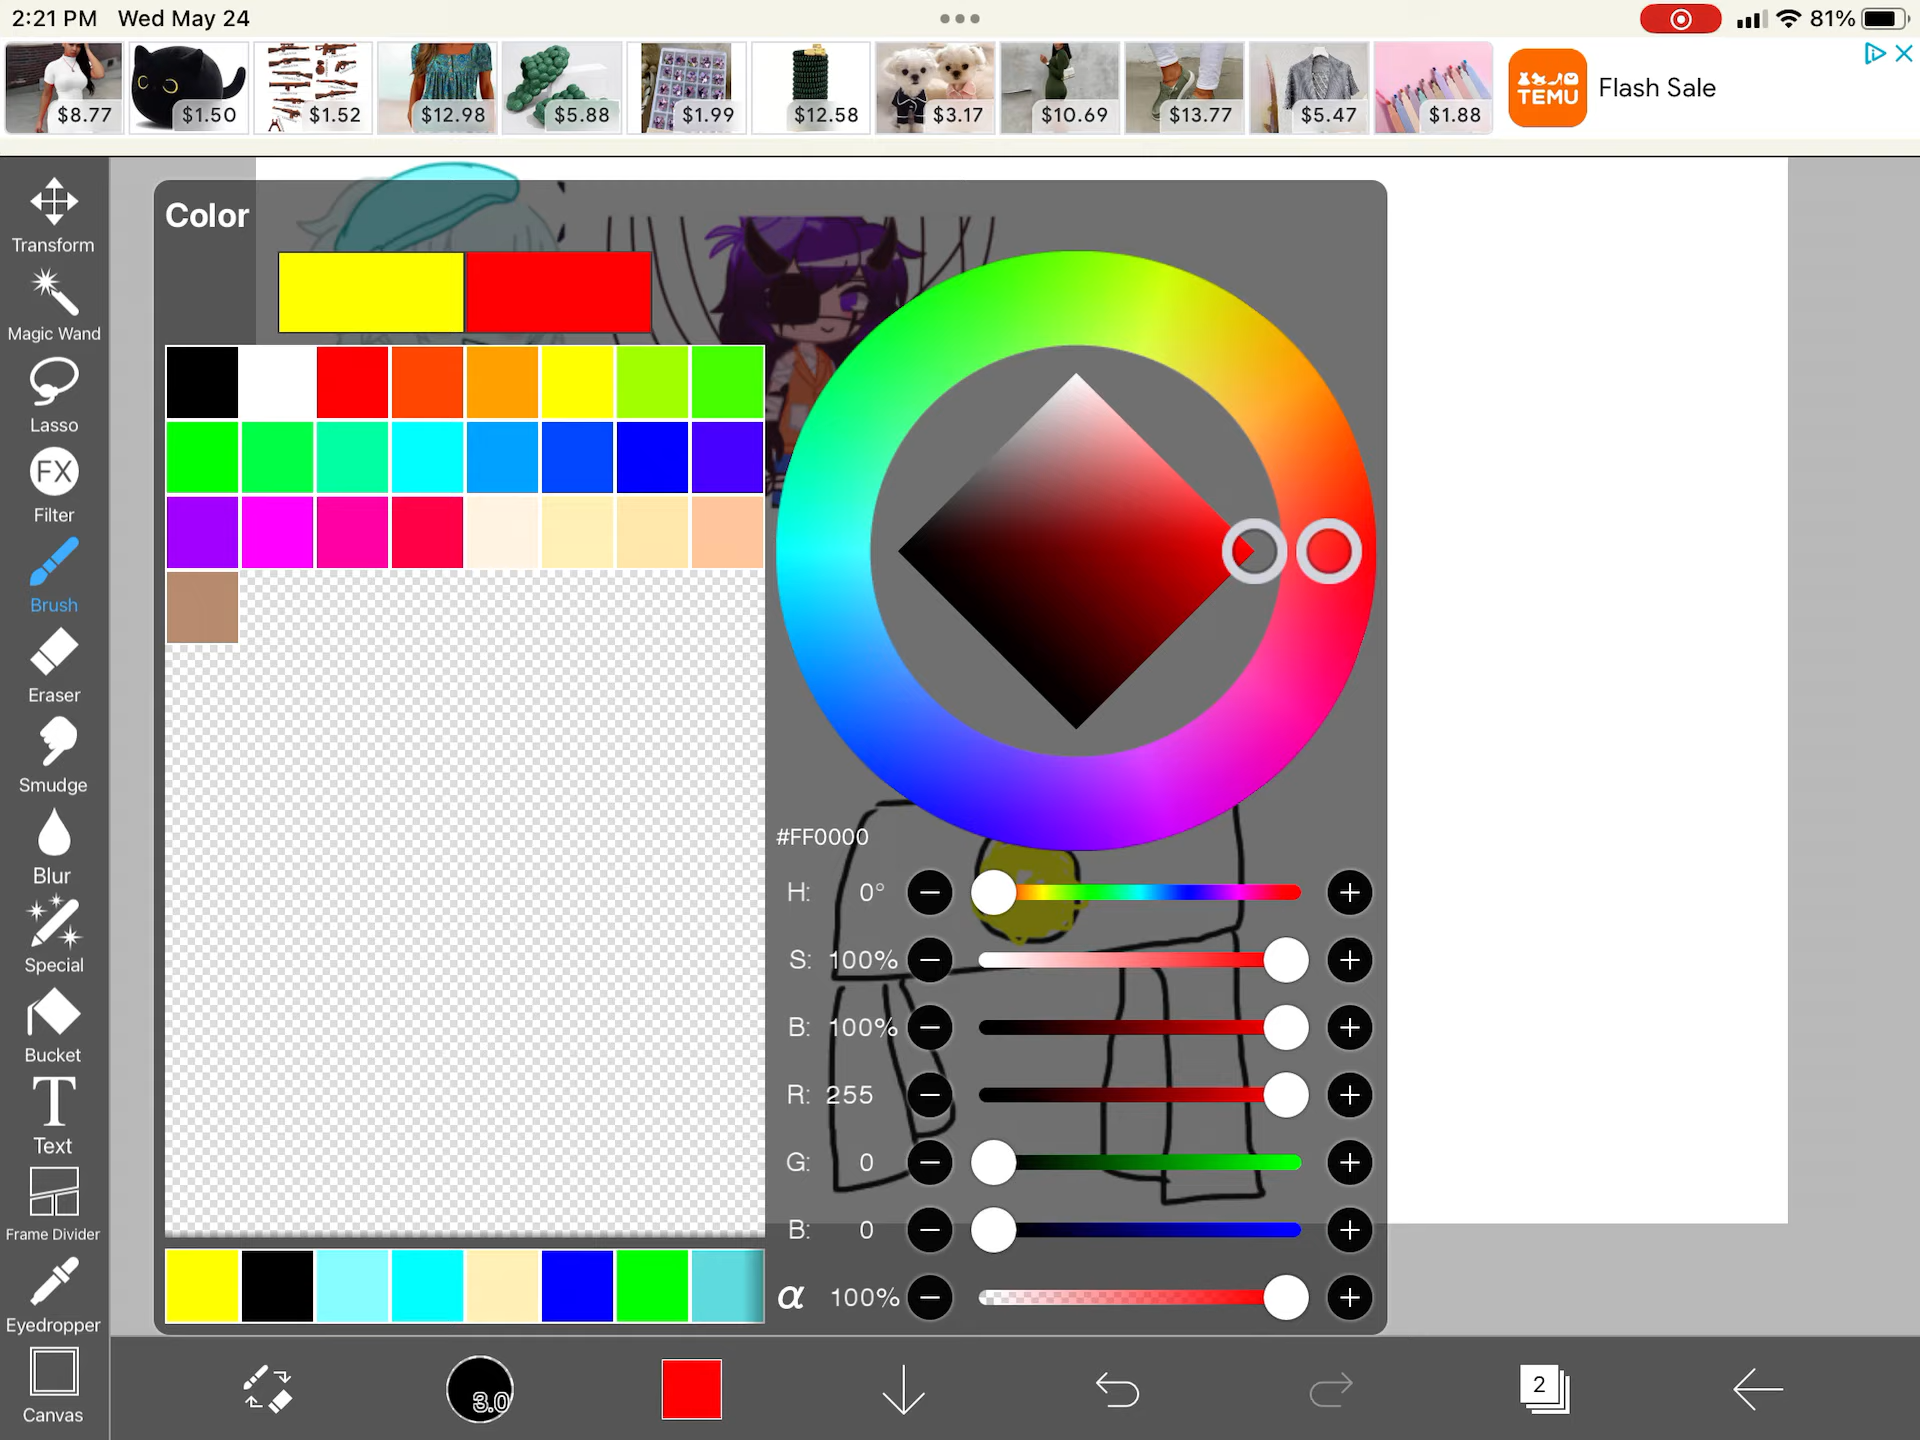 2:21 PM Wed May 24
81%
$8.77
$1.50
$1.52
$12.98
$5.88
$1.99
$12.58
$3.17
$10.69
$13.77
$5.47
$1.88
TEMU
Flash Sale
Transform
Magic Wand
Lasso
FX
Filter
Brush
Eraser
Smudge
Blur
Special
Bucket
T
Text
Frame Divider
Eyedropper
Canvas
Color
#FF0000
H: 0°
S: 100%
B: 100%
R: 255
G: 0
B: 0
α 100%
3.0
2